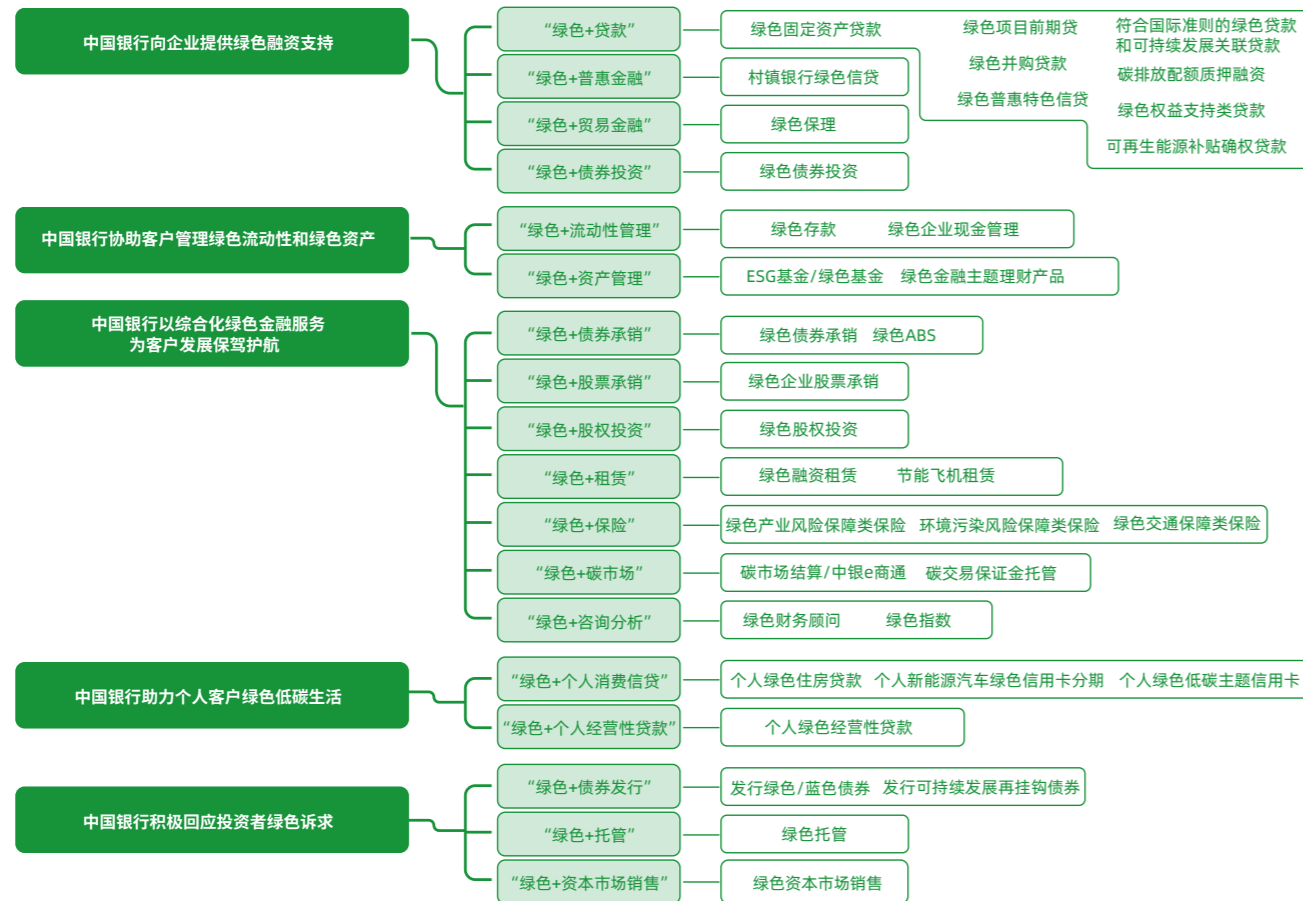 中国银行向企业提供绿色融资支持
“绿色+贷款”
绿色固定资产贷款
绿色项目前期贷
符合国际准则的绿色贷款
和可持续发展关联贷款
绿色并购贷款
碳排放配额质押融资
绿色普惠特色信贷
绿色权益支持类贷款
可再生能源补贴确权贷款
“绿色+普惠金融”
村镇银行绿色信贷
“绿色+贸易金融”
绿色保理
“绿色+债券投资”
绿色债券投资
中国银行协助客户管理绿色流动性和绿色资产
“绿色+流动性管理”
绿色存款 绿色企业现金管理
“绿色+资产管理”
ESG基金/绿色基金 绿色金融主题理财产品
中国银行以综合化绿色金融服务
为客户发展保驾护航
“绿色+债券承销”
绿色债券承销 绿色ABS
“绿色+股票承销”
绿色企业股票承销
“绿色+股权投资”
绿色股权投资
“绿色+租赁”
绿色融资租赁 节能飞机租赁
“绿色+保险”
绿色产业风险保障类保险 环境污染风险保障类保险 绿色交通保障类保险
“绿色+碳市场”
碳市场结算/中银e商通 碳交易保证金托管
“绿色+咨询分析”
绿色财务顾问 绿色指数
中国银行助力个人客户绿色低碳生活
“绿色+个人消费信贷”
个人绿色住房贷款 个人新能源汽车绿色信用卡分期 个人绿色低碳主题信用卡
“绿色+个人经营性贷款”
个人绿色经营性贷款
中国银行积极回应投资者绿色诉求
“绿色+债券发行”
发行绿色/蓝色债券 发行可持续发展再挂钩债券
“绿色+托管”
绿色托管
“绿色+资本市场销售”
绿色资本市场销售